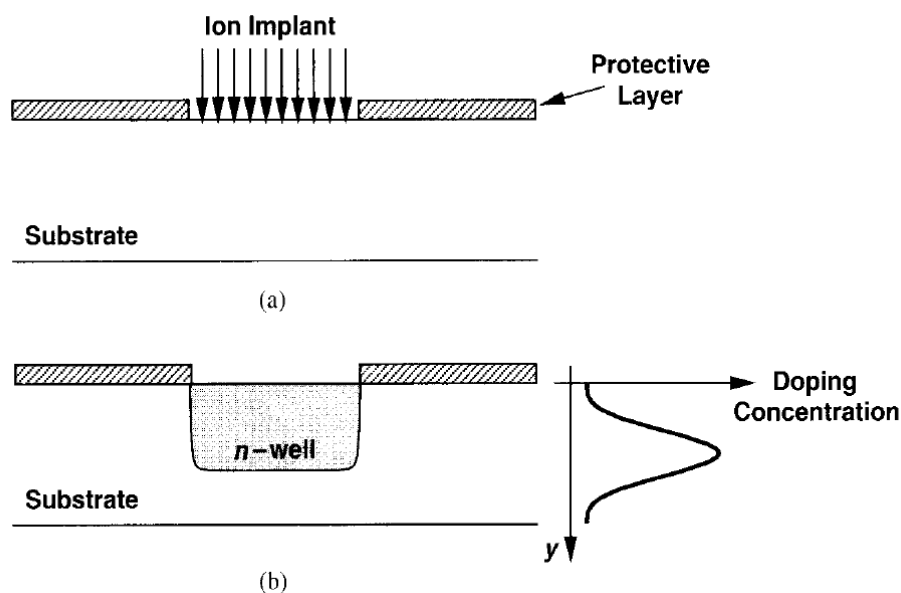 Ion Implant
Protective
Layer
Substrate
(a)
n–well
Doping
Concentration
Substrate
y
(b)